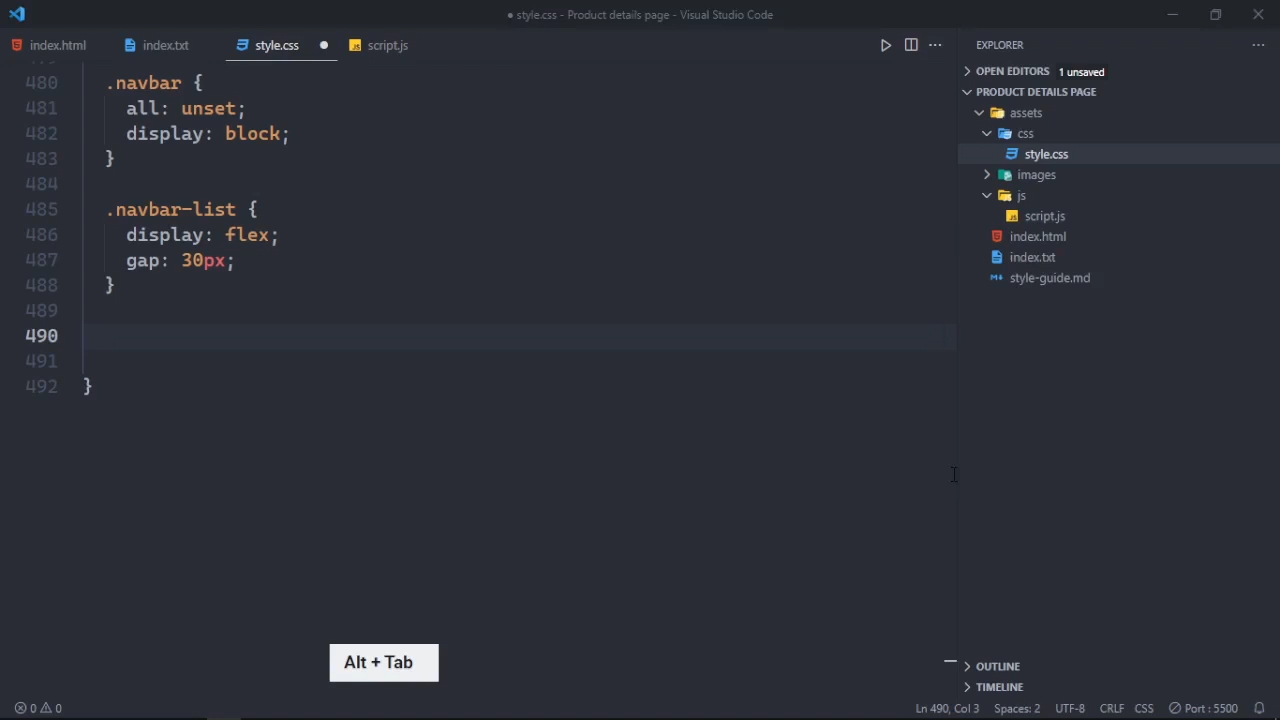 ● style.css - Product details page - Visual Studio Code
index.html
index.txt
style.css
script.js
EXPLORER
OPEN EDITORS 1 unsaved
PRODUCT DETAILS PAGE
assets
css
style.css
images
js
script.js
index.html
index.txt
style-guide.md
480 .navbar {
481 all: unset;
482 display: block;
483 }
484
485 .navbar-list {
486 display: flex;
487 gap: 30px;
488 }
489
490
491
492 }
Alt + Tab
OUTLINE
TIMELINE
0 0
Ln 490, Col 3 Spaces: 2 UTF-8 CRLF CSS Port : 5500